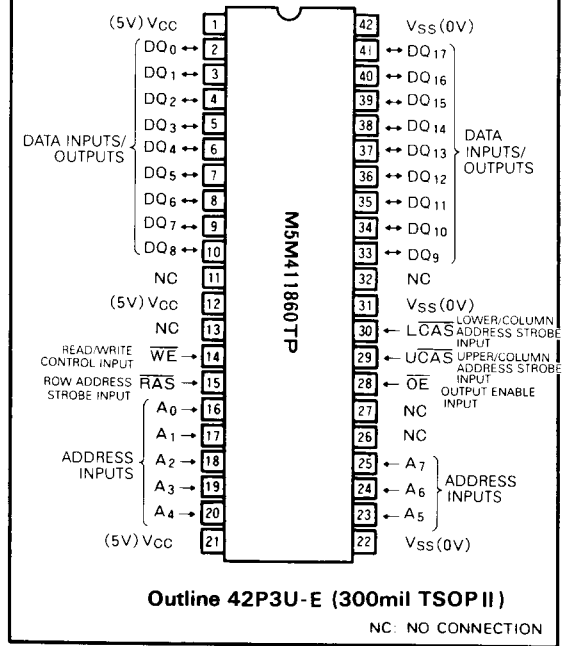 (5V) VCC 1 42 VSS (0V)
DQ0 2 41 DQ17
DQ1 3 40 DQ16
DQ2 4 39 DQ15
DQ3 5 38 DQ14
DATA INPUTS/
OUTPUTS
DQ4 6 37 DQ13
DATA
INPUTS/
OUTPUTS
DQ5 7 36 DQ12
DQ6 8 35 DQ11
DQ7 9 34 DQ10
DQ8 10 33 DQ9
NC 11 32 NC
(5V) VCC 12 31 VSS (0V)
NC 13 30 LCAS LOWER/COLUMN
ADDRESS STROBE
INPUT
READ/WRITE
CONTROL INPUT WE 14 29 UCAS UPPER/COLUMN
ADDRESS STROBE
INPUT
ROW ADDRESS
STROBE INPUT RAS 15 28 OE OUTPUT ENABLE
INPUT
A0 16 27 NC
A1 17 26 NC
ADDRESS
INPUTS
A2 18 25 A7
A3 19 24 A6
ADDRESS
INPUTS
A4 20 23 A5
(5V) VCC 21 22 VSS (0V)
M5M411860TP
Outline 42P3U-E (300mil TSOP II)
NC: NO CONNECTION